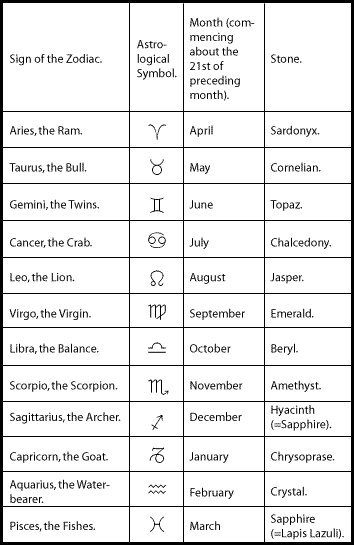 Sign of the Zodiac.
Astro-
logical
Symbol.
Month (com-
mencing
about the
21st of
preceding
month).
Stone.
Aries, the Ram. ♈ April Sardonyx.
Taurus, the Bull. ♉ May Cornelian.
Gemini, the Twins. ♊ June Topaz.
Cancer, the Crab. ♋ July Chalcedony.
Leo, the Lion. ♌ August Jasper.
Virgo, the Virgin. ♍ September Emerald.
Libra, the Balance. ♎ October Beryl.
Scorpio, the Scorpion. ♏ November Amethyst.
Sagittarius, the Archer. ♐ December Hyacinth
(=Sapphire).
Capricorn, the Goat. ♑ January Chrysoprase.
Aquarius, the Water-
bearer. ♒ February Crystal.
Pisces, the Fishes. ♓ March Sapphire
(=Lapis Lazuli).